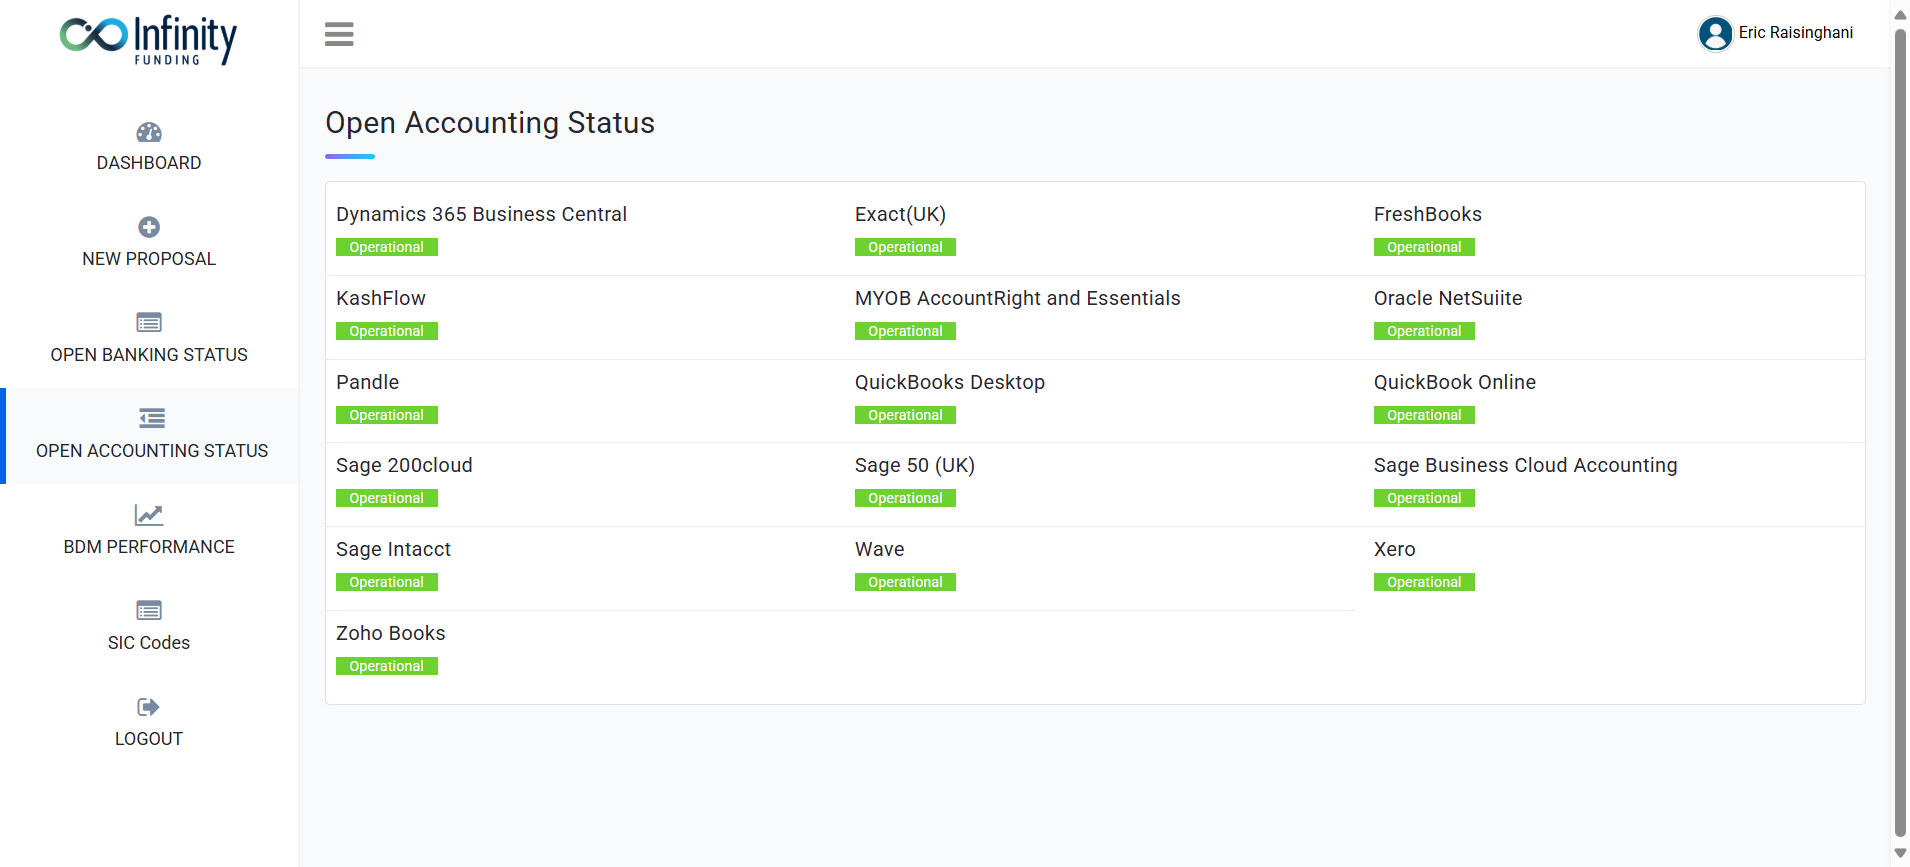 Infinity
FUNDING
Eric Raisinghani
DASHBOARD
NEW PROPOSAL
OPEN BANKING STATUS
OPEN ACCOUNTING STATUS
BDM PERFORMANCE
SIC Codes
LOGOUT
Open Accounting Status
Dynamics 365 Business Central
Operational
Exact(UK)
Operational
FreshBooks
Operational
KashFlow
Operational
MYOB AccountRight and Essentials
Operational
Oracle NetSuiite
Operational
Pandle
Operational
QuickBooks Desktop
Operational
QuickBook Online
Operational
Sage 200cloud
Operational
Sage 50 (UK)
Operational
Sage Business Cloud Accounting
Operational
Sage Intacct
Operational
Wave
Operational
Xero
Operational
Zoho Books
Operational